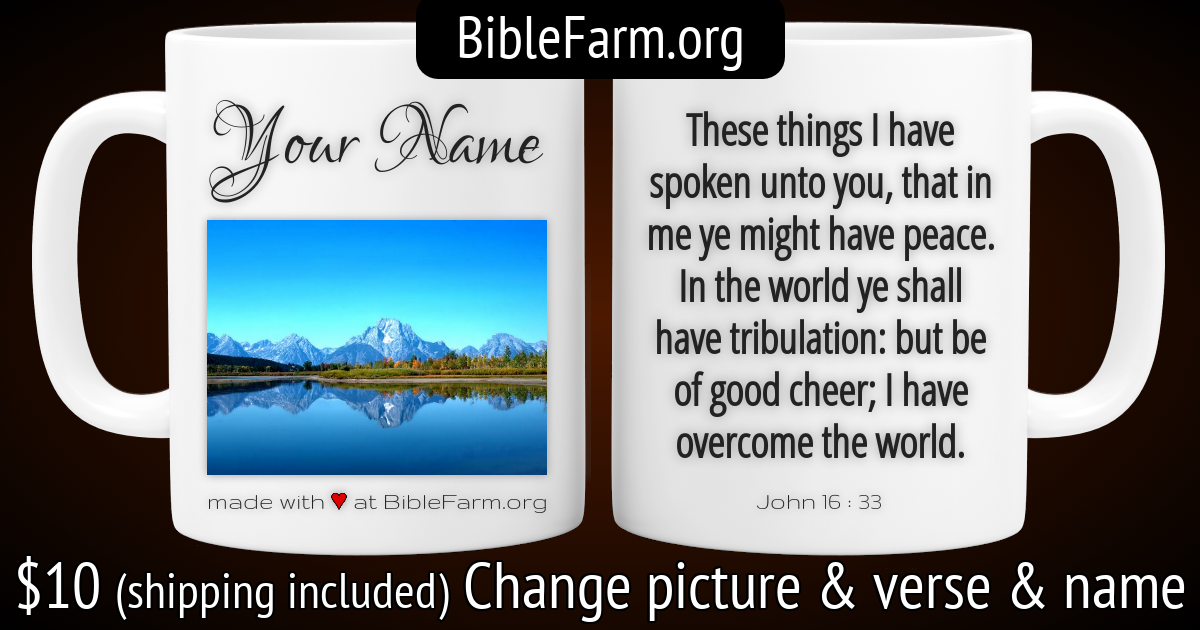 BibleFarm.org
Your Name
made with ♥ at BibleFarm.org
These things I have
spoken unto you, that in
me ye might have peace.
In the world ye shall
have tribulation: but be
of good cheer; I have
overcome the world.
John 16 : 33
$10 (shipping included) Change picture & verse & name